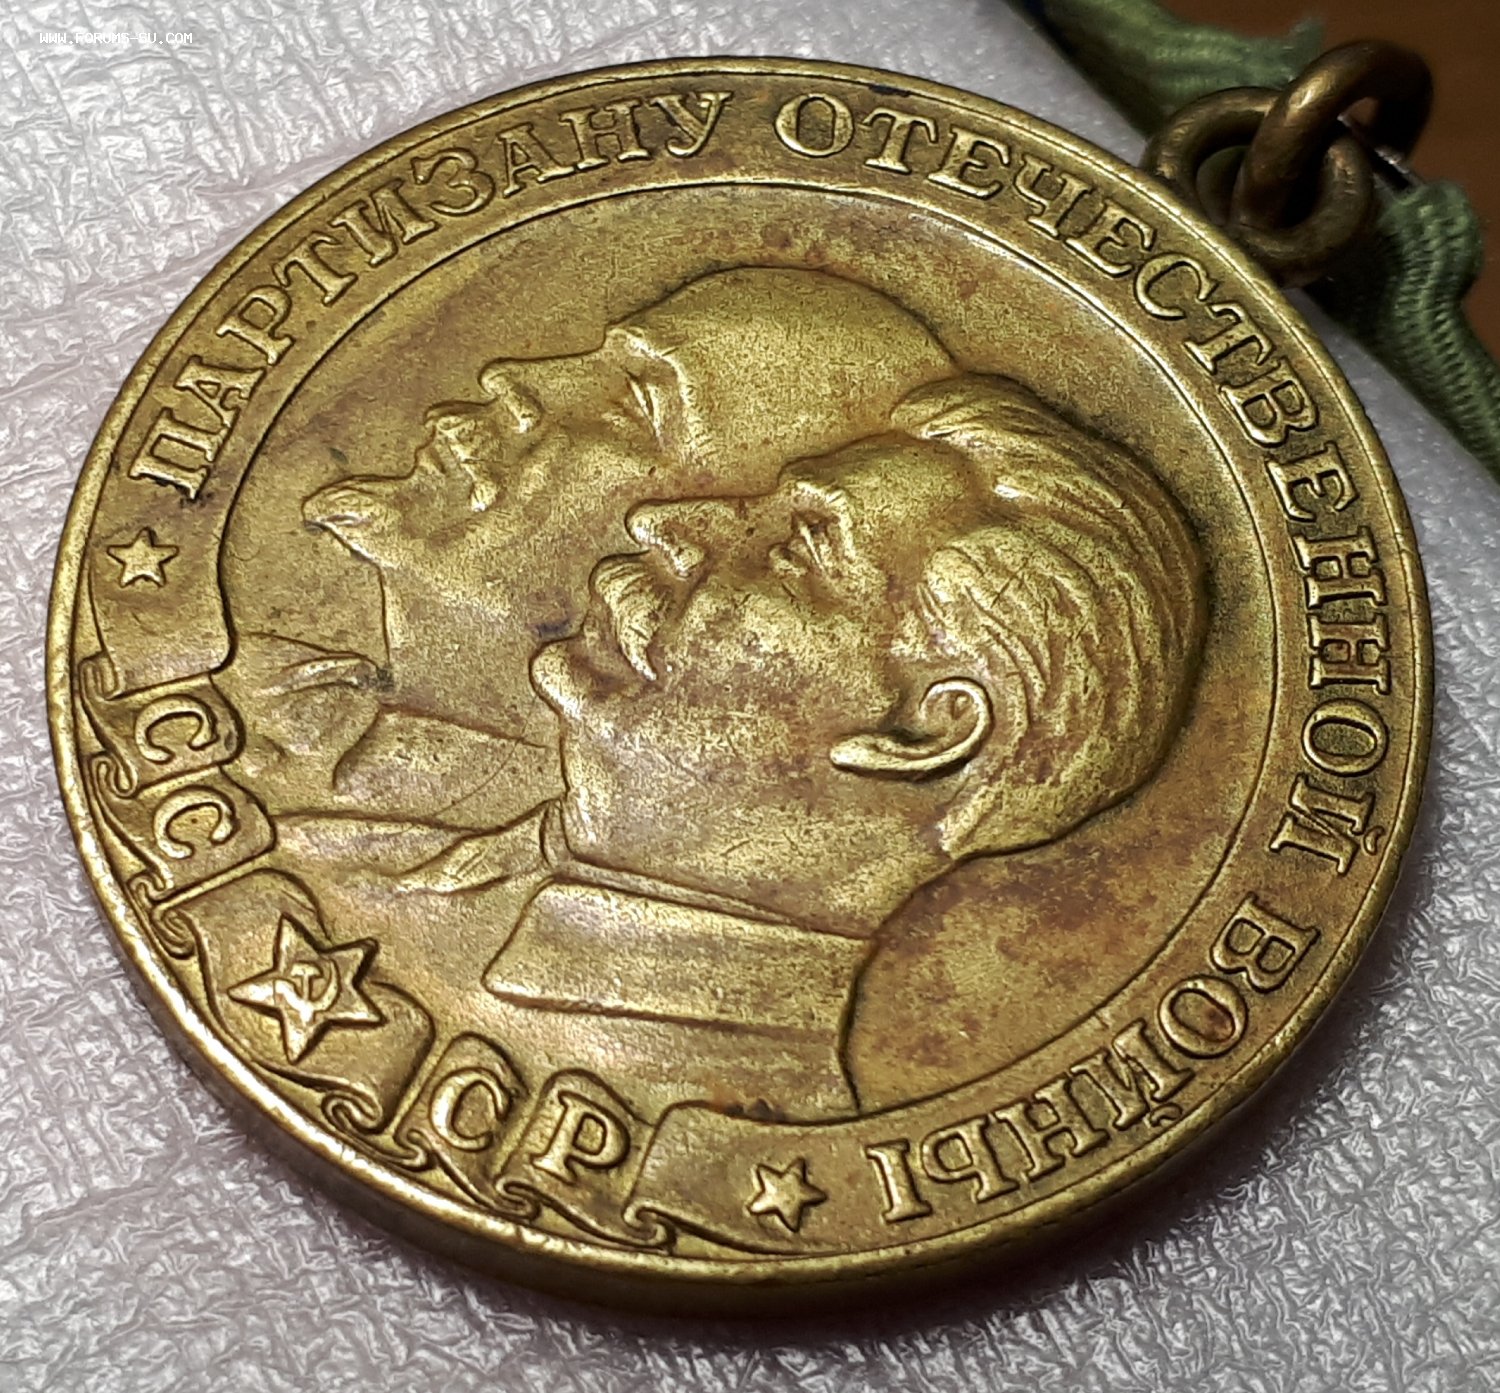 WWW.FORUMS-SU.COM
ПАРТИЗАНУ ОТЕЧЕСТВЕННОЙ ВОЙНЫ
СС СР